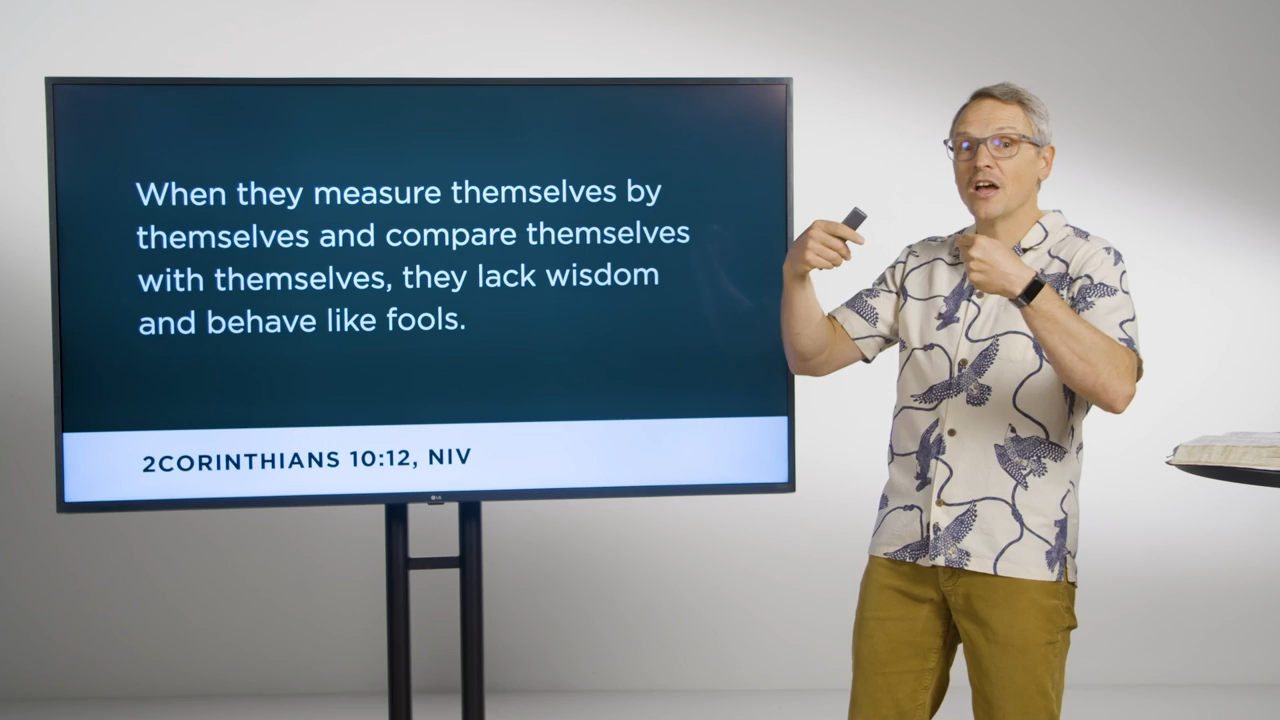 When they measure themselves by
themselves and compare themselves
with themselves, they lack wisdom
and behave like fools.
2CORINTHIANS 10:12, NIV
LG